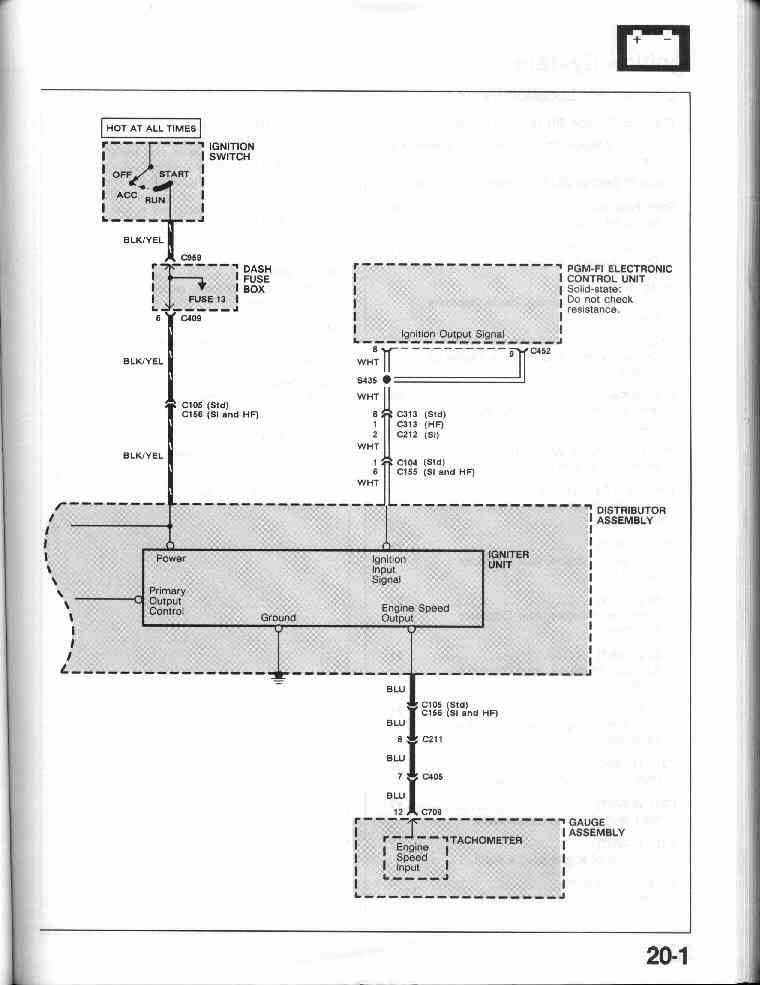 + -
HOT AT ALL TIMES
IGNITION
SWITCH
OFF
START
ACC
RUN
BLK/YEL
C959
DASH
FUSE
BOX
FUSE 13
6
C409
PGM-FI ELECTRONIC
CONTROL UNIT
Solid-state:
Do not check
resistance.
Ignition Output Signal
8
9
C452
BLK/YEL
WHT
S435
WHT
C105 (Std)
C156 (Si and HF)
8 C313 (Std)
1 C313 (HF)
2 C212 (Si)
WHT
BLK/YEL
1 C104 (Std)
6 C155 (Si and HF)
WHT
DISTRIBUTOR
ASSEMBLY
Power
Ignition
Input
Signal
IGNITER
UNIT
Primary
Output
Control
Ground
Engine Speed
Output
BLU
C105 (Std)
C156 (Si and HF)
BLU
8 C211
BLU
7 C405
BLU
12 C709
GAUGE
ASSEMBLY
TACHOMETER
Engine
Speed
Input
20-1